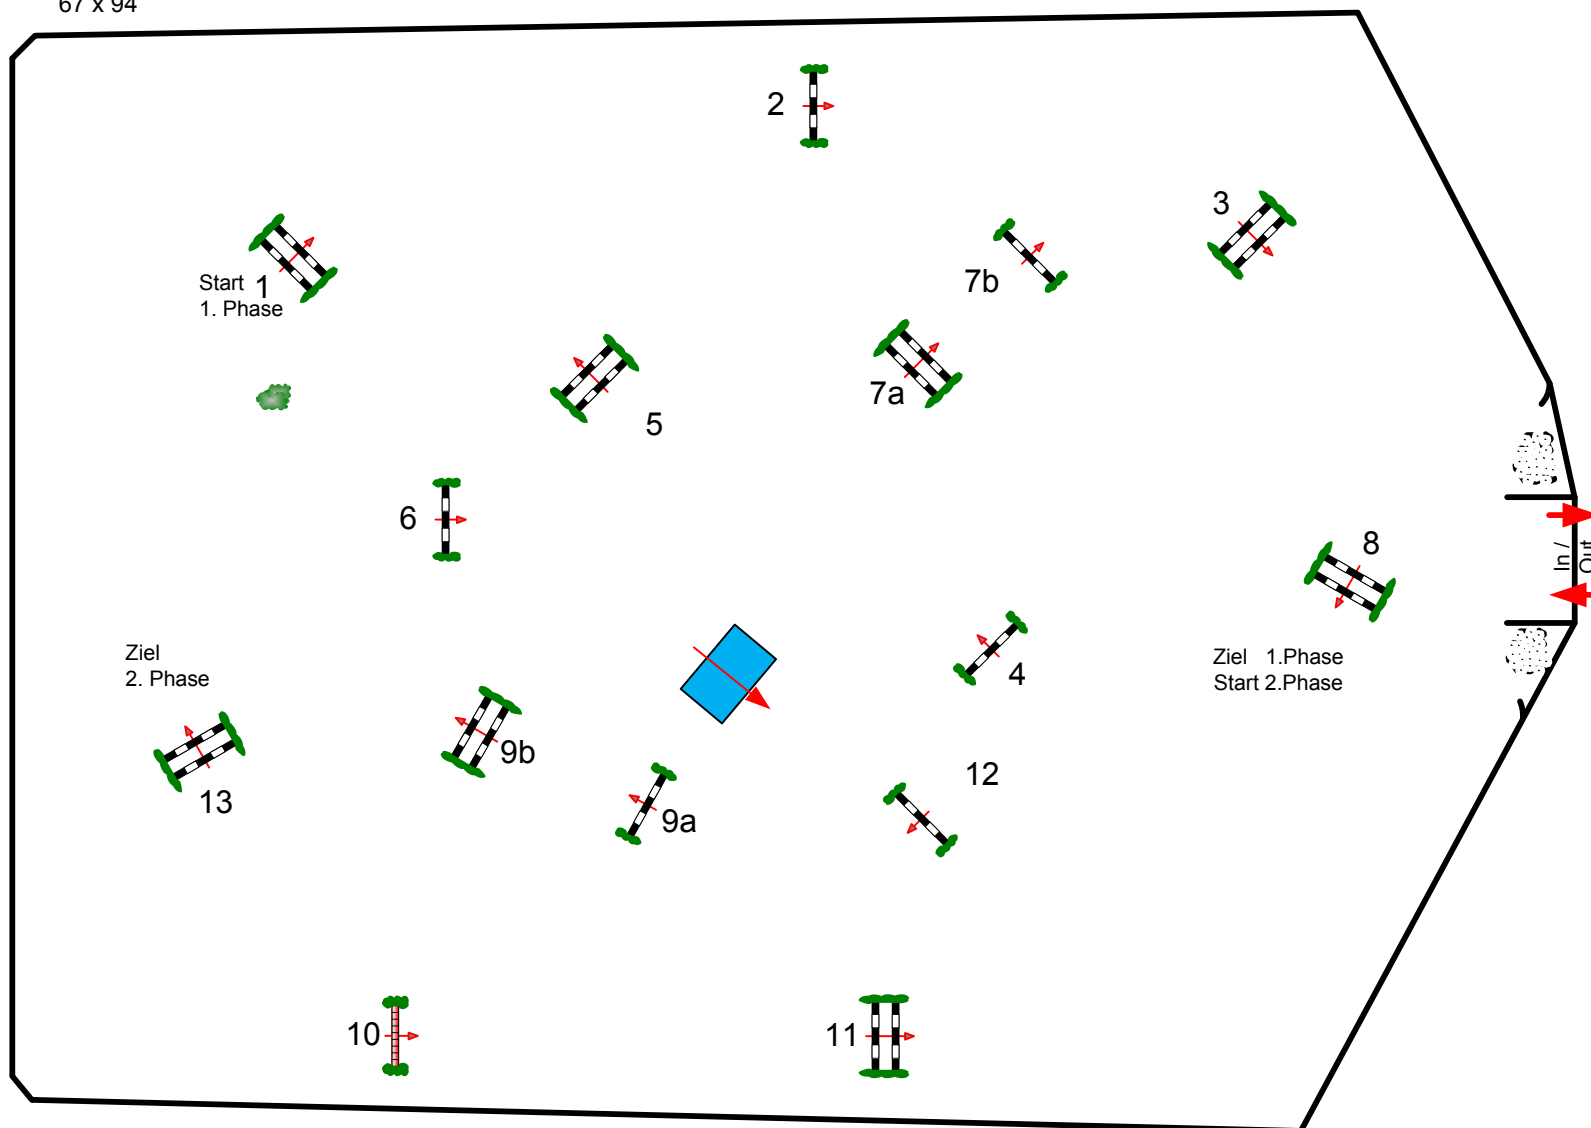 67 x 94
2
3
7b
Start 1
1. Phase
7a
5
6
8
In /
Out
4
Ziel
2. Phase
Ziel 1.Phase
Start 2.Phase
9b
12
13
9a
10
11